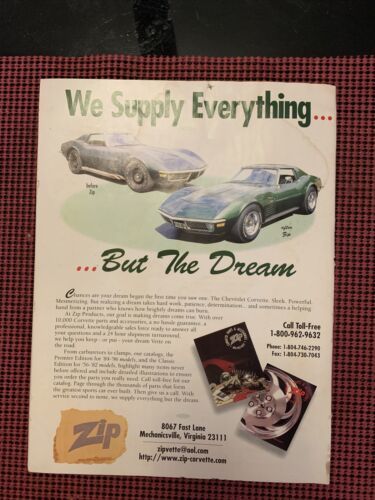 We Supply Everything...
before
Zip
after
Zip
...But The Dream
Chances are your dream began the first time you saw one. The Chevrolet Corvette. Sleek. Powerful.
Mesmerizing. But realizing a dream takes hard work, patience, determination... and sometimes a helping
hand from a partner who knows how brightly dreams can burn.
At Zip Products, our goal is making dreams come true. With over
10,000 Corvette parts and accessories, a no hassle guarantee, a
professional, knowledgeable sales force ready to answer all
your questions and a 24 hour shipment turnaround,
we help you keep - or put - your dream Vette on
the road.
From carburetors to clamps, our catalogs, the
Premier Edition for '84-'96 models, and the Classic
Edition for '56-'82 models, highlight many items never
before offered and include detailed illustrations to ensure
you order the parts you really need. Call toll-free for our
catalog. Page through the thousands of parts that form
the greatest sports car ever built. Then give us a call. With
service second to none, we supply everything but the dream.
Call Toll-Free
1-800-962-9632
Phone: 1-804-746-2290
Fax: 1-804-730-7043
Zip
8067 Fast Lane
Mechanicsville, Virginia 23111
zipvette@aol.com
http://www.zip-corvette.com